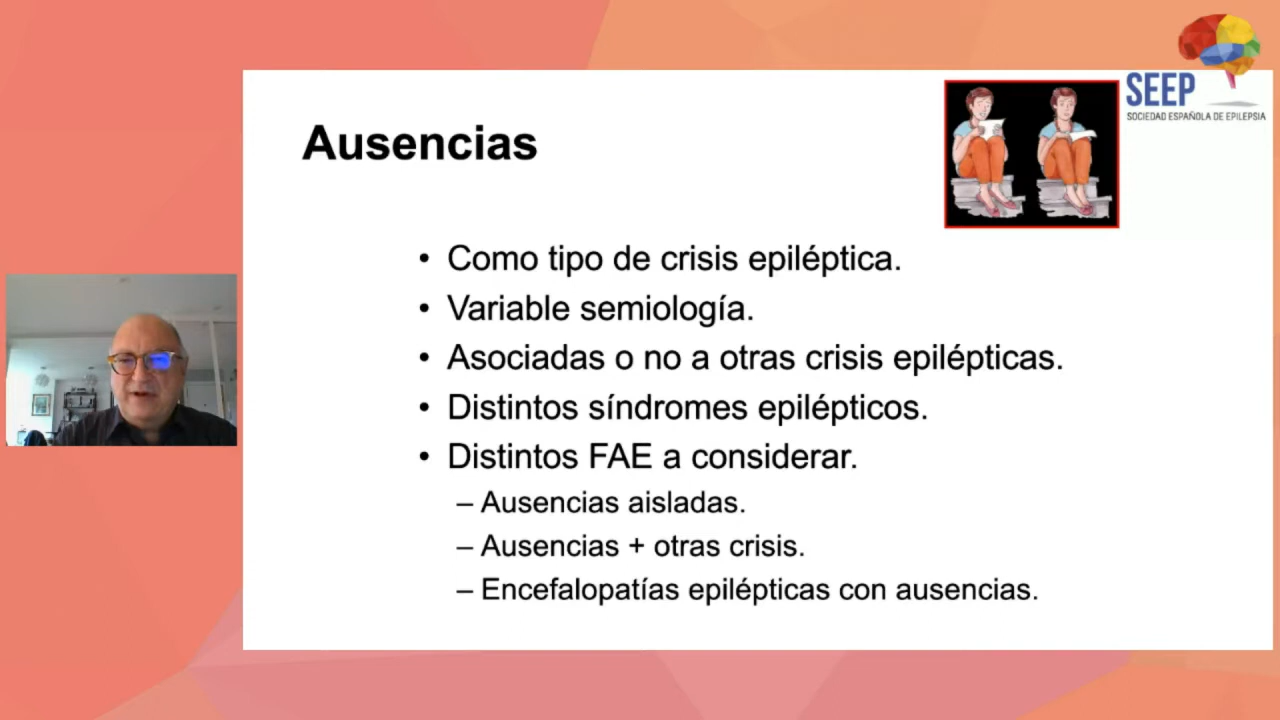 SEEP
SOCIEDAD ESPAÑOLA DE EPILEPSIA
Ausencias
• Como tipo de crisis epiléptica.
• Variable semiología.
• Asociadas o no a otras crisis epilépticas.
• Distintos síndromes epilépticos.
• Distintos FAE a considerar.
– Ausencias aisladas.
– Ausencias + otras crisis.
– Encefalopatías epilépticas con ausencias.